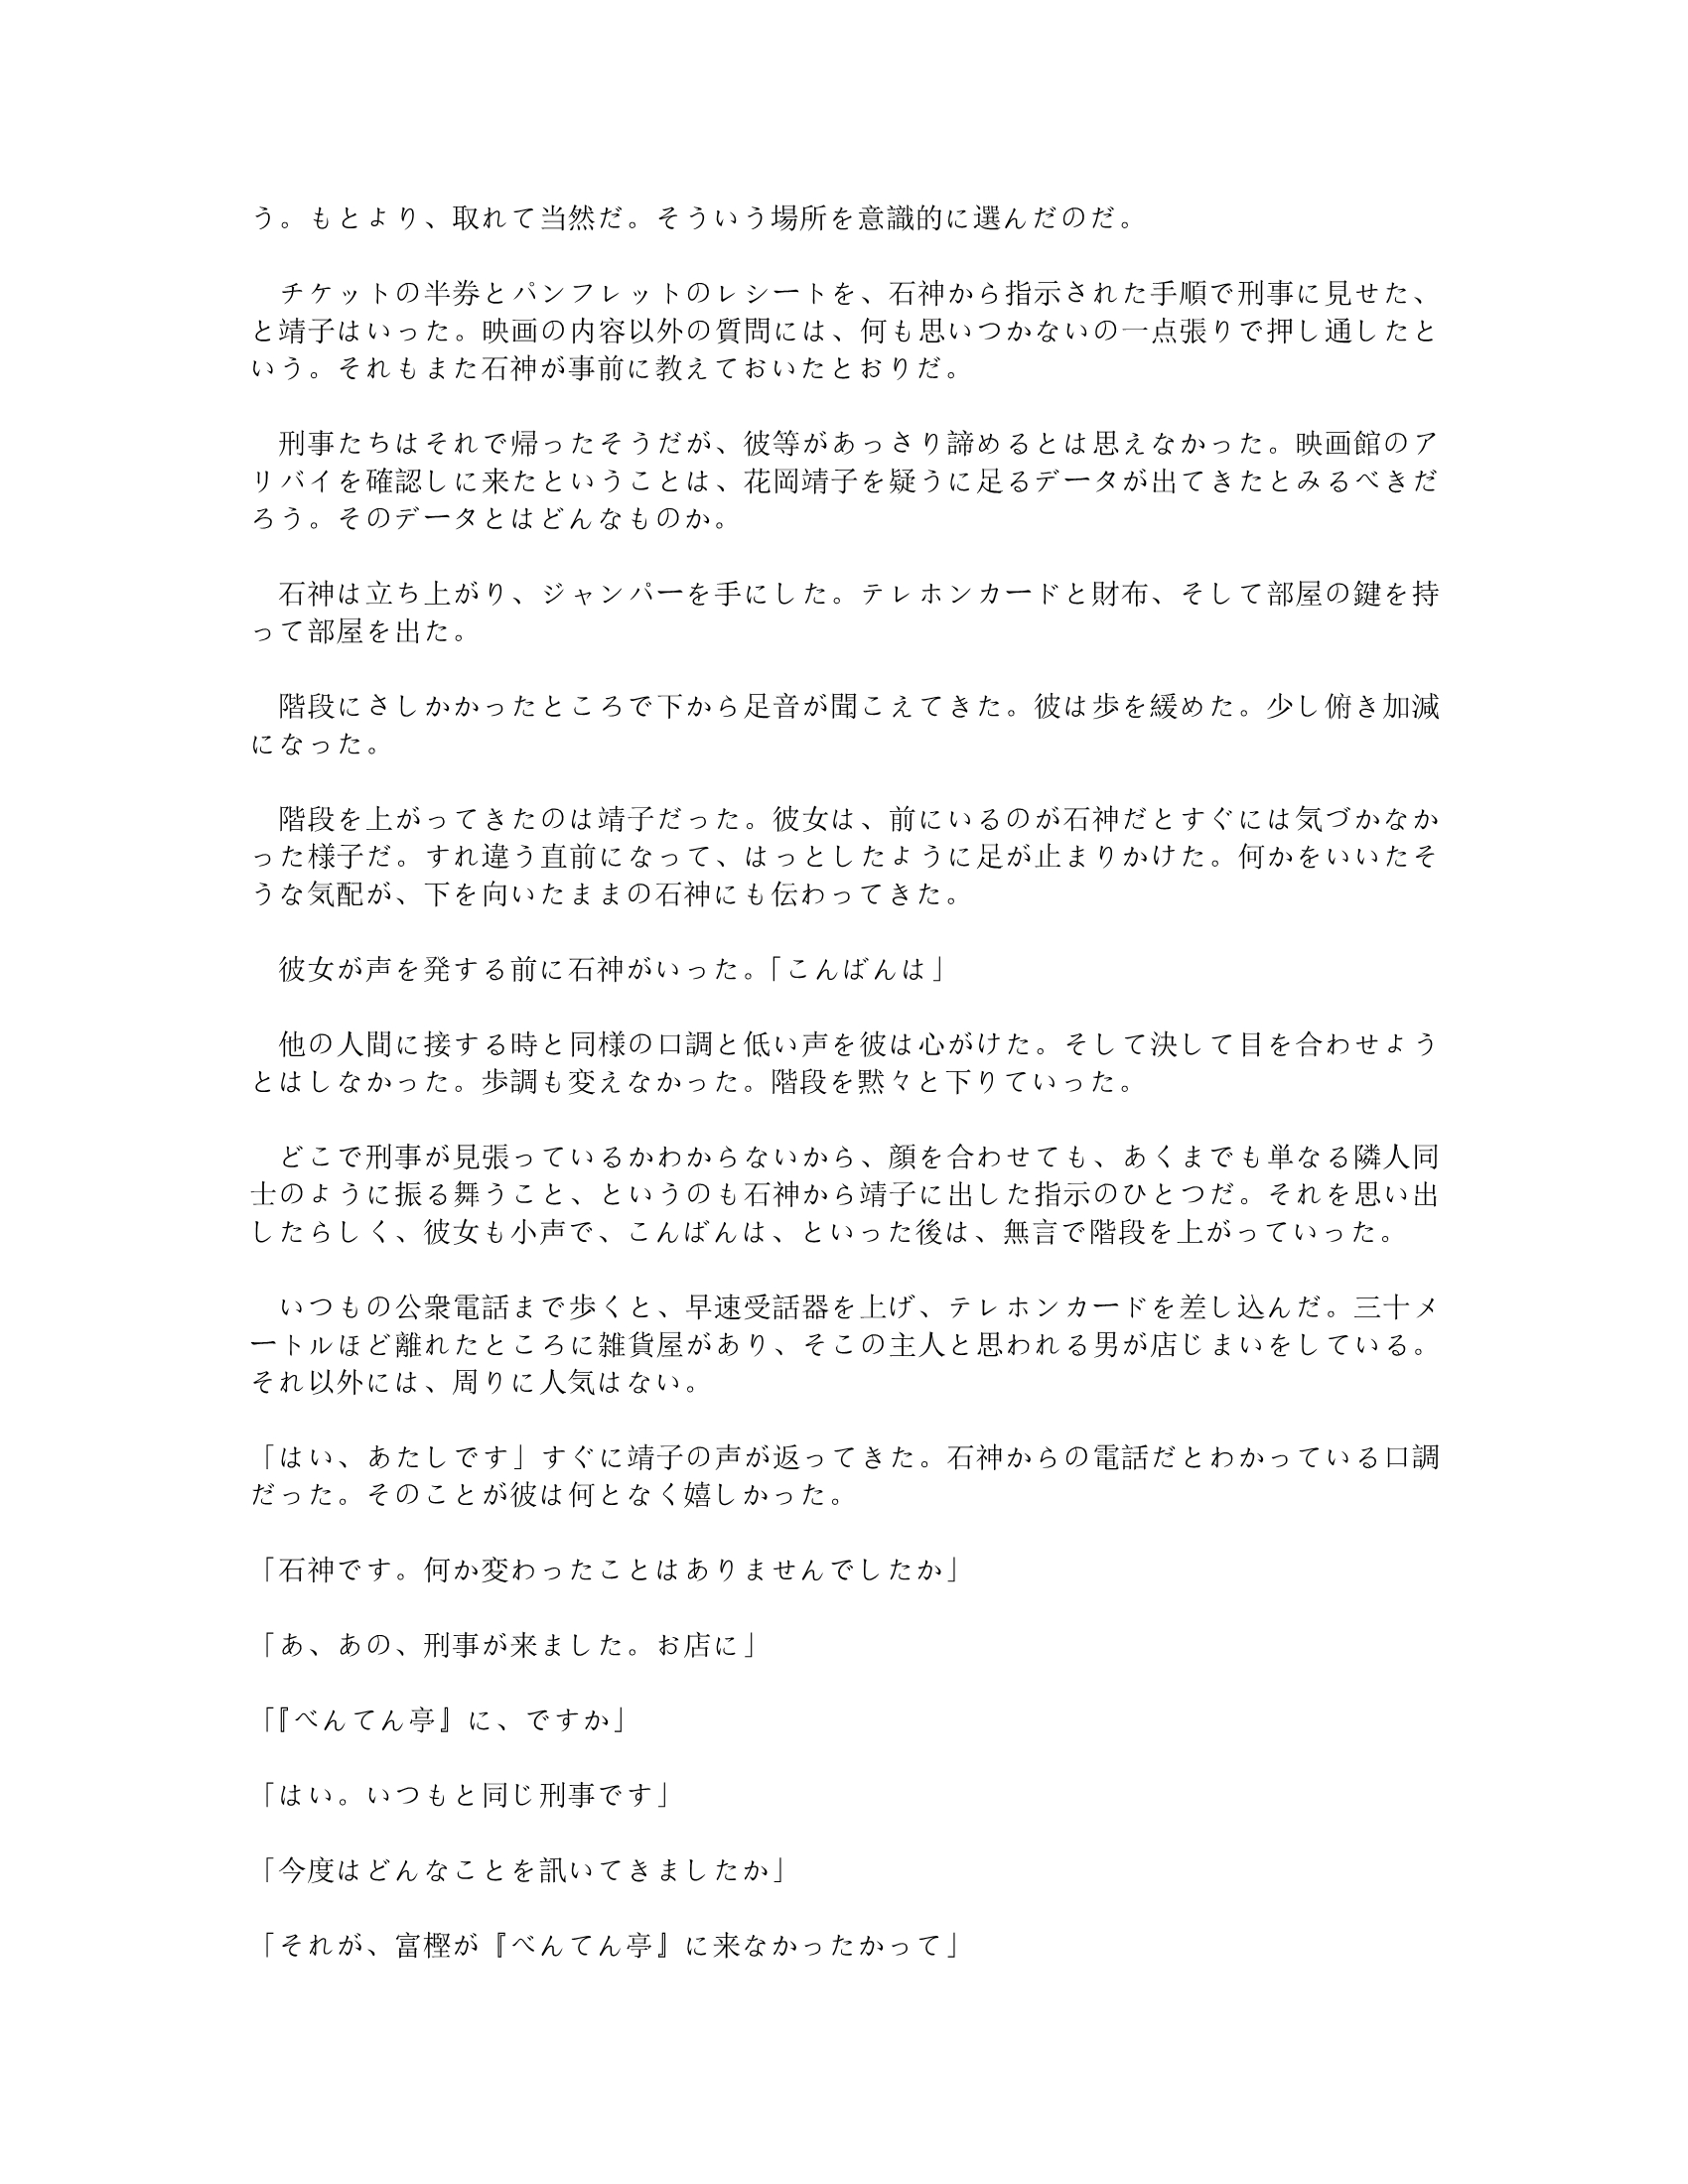 う。もとより、取れて当然だ。そういう場所を意識的に選んだのだ。
チケットの半券とパンフレットのレシートを、石神から指示された手順で刑事に見せた、
と靖子はいった。映画の内容以外の質問には、何も思いつかないの一点張りで押し通したと
いう。それもまた石神が事前に教えておいたとおりだ。
刑事たちはそれで帰ったそうだが、彼等があっさり諦めるとは思えなかった。映画館のア
リバイを確認しに来たということは、花岡靖子を疑うに足るデータが出てきたとみるべきだ
ろう。そのデータとはどんなものか。
石神は立ち上がり、ジャンパーを手にした。テレホンカードと財布、そして部屋の鍵を持
って部屋を出た。
階段にさしかかったところで下から足音が聞こえてきた。彼は歩を緩めた。少し俯き加減
になった。
階段を上がってきたのは靖子だった。彼女は、前にいるのが石神だとすぐには気づかなか
った様子だ。すれ違う直前になって、はっとしたように足が止まりかけた。何かをいいたそ
うな気配が、下を向いたままの石神にも伝わってきた。
彼女が声を発する前に石神がいった。「こんばんは」
他の人間に接する時と同様の口調と低い声を彼は心がけた。そして決して目を合わせよう
とはしなかった。歩調も変えなかった。階段を黙々と下りていった。
どこで刑事が見張っているかわからないから、顔を合わせても、あくまでも単なる隣人同
士のように振る舞うこと、というのも石神から靖子に出した指示のひとつだ。それを思い出
したらしく、彼女も小声で、こんばんは、といった後は、無言で階段を上がっていった。
いつもの公衆電話まで歩くと、早速受話器を上げ、テレホンカードを差し込んだ。三十メ
ートルほど離れたところに雑貨屋があり、そこの主人と思われる男が店じまいをしている。
それ以外には、周りに人気はない。
「はい、あたしです」すぐに靖子の声が返ってきた。石神からの電話だとわかっている口調
だった。そのことが彼は何となく嬉しかった。
「石神です。何か変わったことはありませんでしたか」
「あ、あの、刑事が来ました。お店に」
「『べんてん亭』に、ですか」
「はい。いつもと同じ刑事です」
「今度はどんなことを訊いてきましたか」
「それが、富樫が『べんてん亭』に来なかったかって」